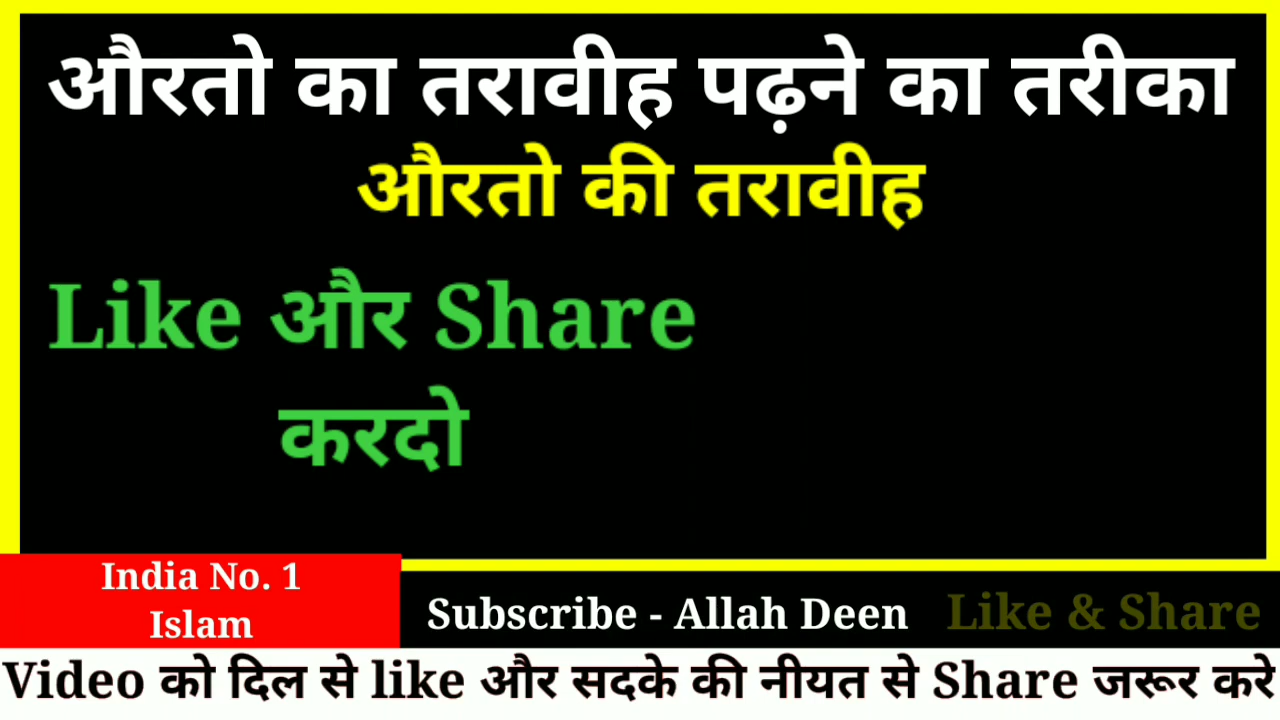 औरतो का तरावीह पढ़ने का तरीका
औरतो की तरावीह
Like और Share
करदो
India No. 1
Islam
Subscribe - Allah Deen
Like & Share
Video को दिल से like और सदके की नीयत से Share जरूर करे